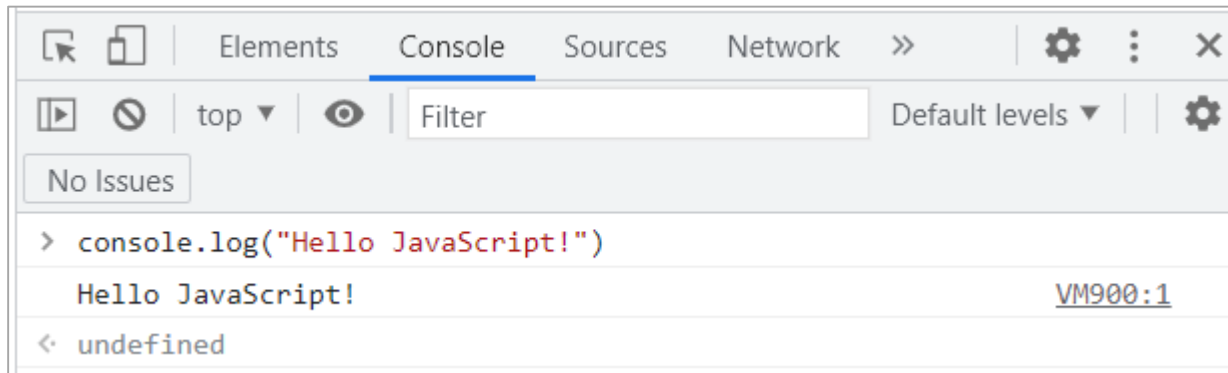 Elements Console Sources Network »
top ▼ Filter Default levels ▼
No Issues
> console.log("Hello JavaScript!")
Hello JavaScript! VM900:1
undefined